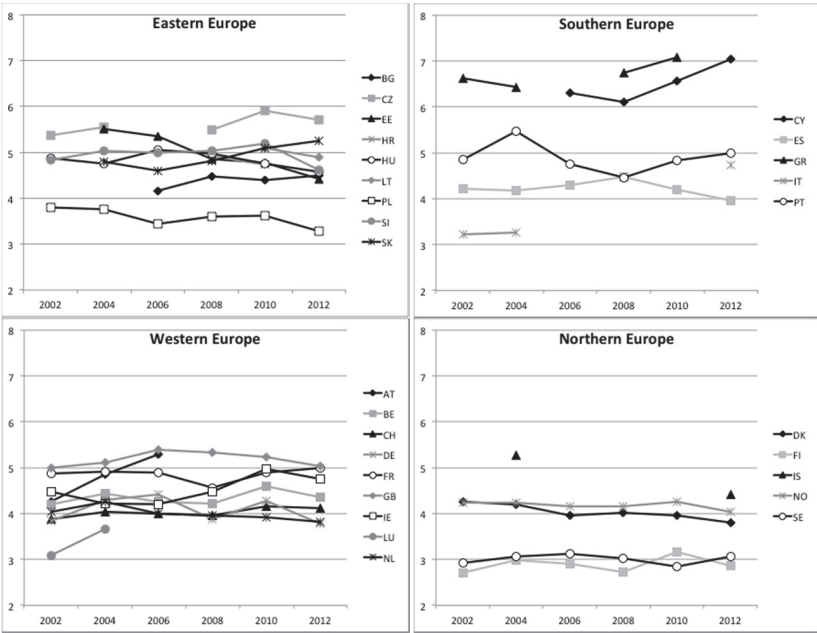 Eastern Europe
8
7
6
5
4
3
2
2002 2004 2006 2008 2010 2012
BG
CZ
EE
HR
HU
LT
PL
SI
SK
Southern Europe
8
7
6
5
4
3
2
2002 2004 2006 2008 2010 2012
CY
ES
GR
IT
PT
Western Europe
8
7
6
5
4
3
2
2002 2004 2006 2008 2010 2012
AT
BE
CH
DE
FR
GB
IE
LU
NL
Northern Europe
8
7
6
5
4
3
2
2002 2004 2006 2008 2010 2012
DK
FI
IS
NO
SE